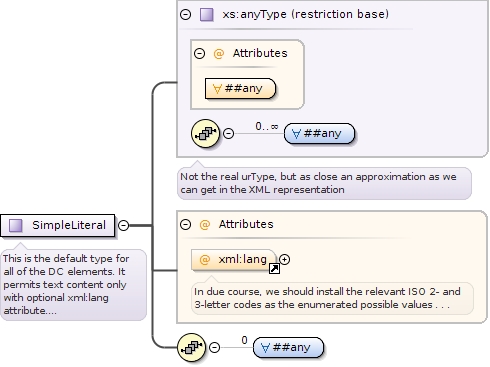 xs:anyType (restriction base)
@ Attributes
∀ ##any
0..∞
∀ ##any
Not the real urType, but as close an approximation as we
can get in the XML representation
SimpleLiteral
This is the default type for
all of the DC elements. It
permits text content only
with optional xml:lang
attribute....
@ Attributes
@ xml:lang
In due course, we should install the relevant ISO 2- and
3-letter codes as the enumerated possible values . . .
0
∀ ##any